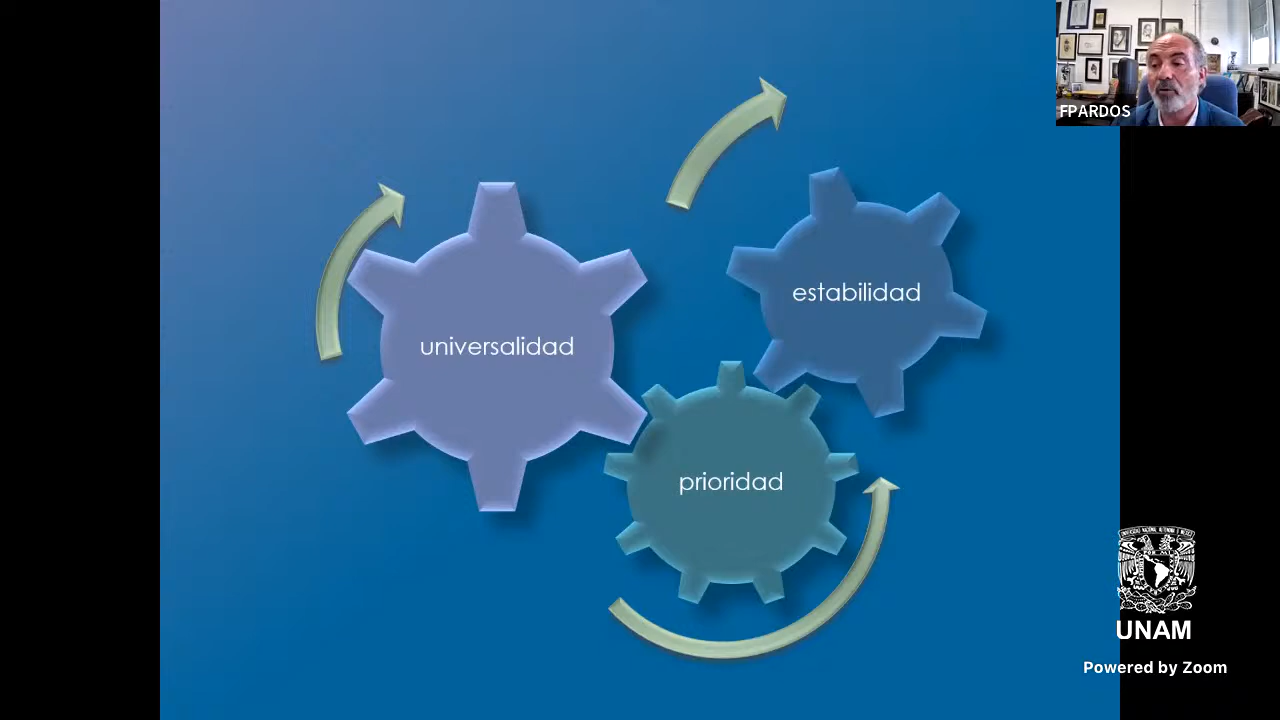 FPARDOS
estabilidad
universalidad
prioridad
UNAM
Powered by Zoom